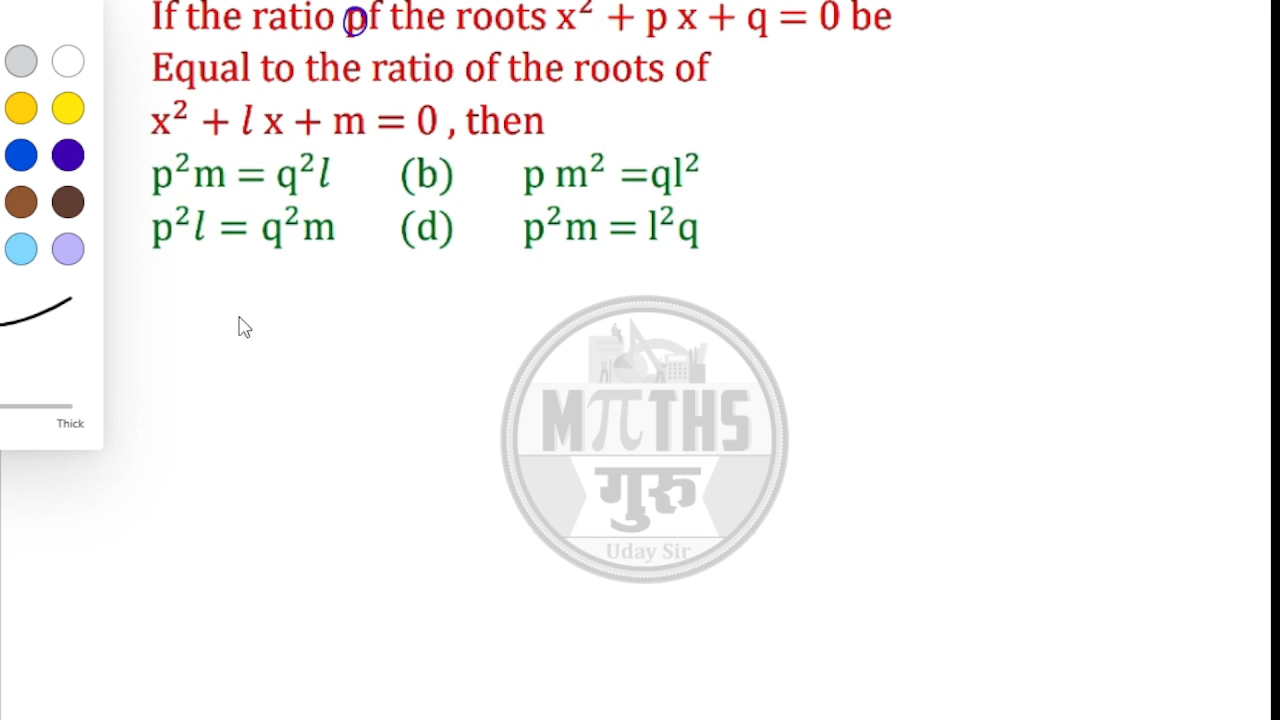 If the ratio of the roots x² + p x + q = 0 be
Equal to the ratio of the roots of
x² + l x + m = 0 , then
p²m = q²l (b) p m² =ql²
p²l = q²m (d) p²m = l²q
Thick
MπTHS
गुरु
Uday Sir